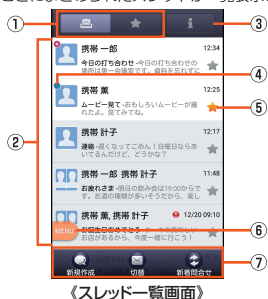 ①
③
②
携帯 一郎 12:34
今日の打ち合わせ-今日の打ち合わせの
場所は第一会議室です。資料を忘れずに
④
携帯 薫 12:25
ムービー見て-おもしろいムービーが撮
れたよ。見てみてね。
⑤
携帯 計子 12:17
連絡-遅くなってごめん!日曜日ならあ
いてるんだけど、どうかな?
携帯 一郎 携帯 計子 11:48
お疲れさま-明日の飲み会は19:00からで
す。お酒の種類が多いそうだから、楽し
携帯 薫, 携帯 計子 12/20 09:10
MENU
お店があるから、今度一緒に行こう!
⑥
新規作成 切替 新着問合せ
⑦
《スレッド一覧画面》